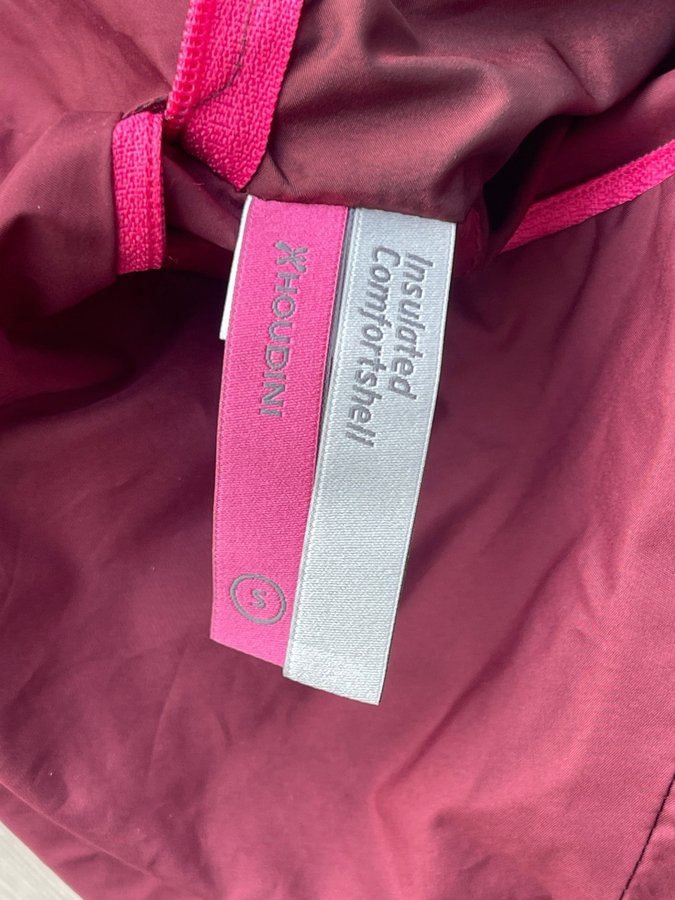 HOUDINI
S
Insulated
Comfortshell